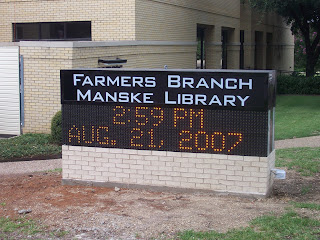 FARMERS BRANCH
MANSKE LIBRARY
2:59 PM
AUG. 21, 2007